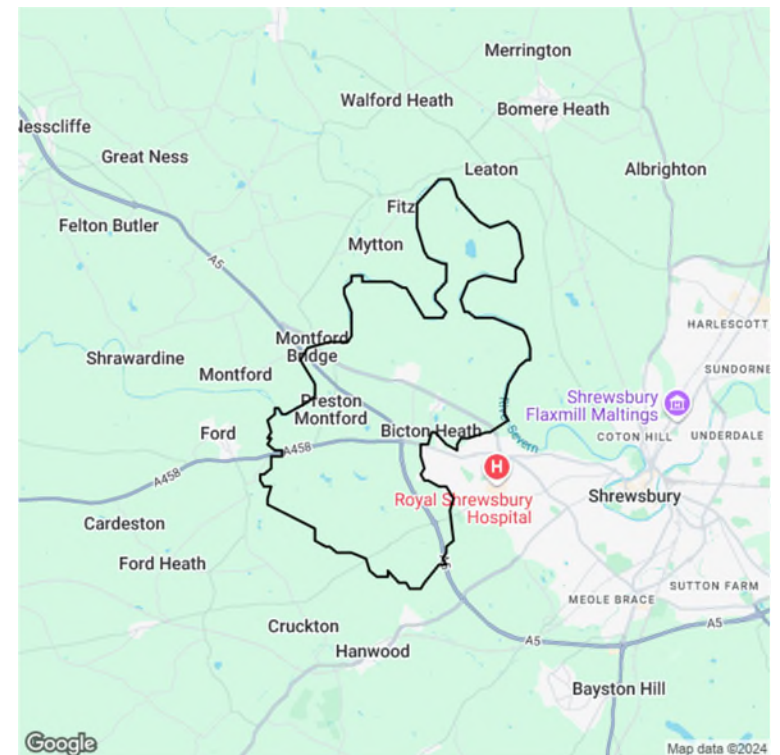 Merrington
Walford Heath
Bomere Heath
Nesscliffe
Great Ness
Leaton
Albrighton
Fitz
Felton Butler
Mytton
A5
HARLESCOTT
Montford
Bridge
Shrawardine
Montford
SUNDORNE
Preston
Montford
Shrewsbury
Flaxmill Maltings
River Severn
Ford
Bicton Heath
COTON HILL
UNDERDALE
A458
A458
H
Royal Shrewsbury
Hospital
Shrewsbury
Cardeston
Ford Heath
A5
SUTTON FARM
MEOLE BRACE
Cruckton
Hanwood
A5
A5
Bayston Hill
Google
Map data ©2024